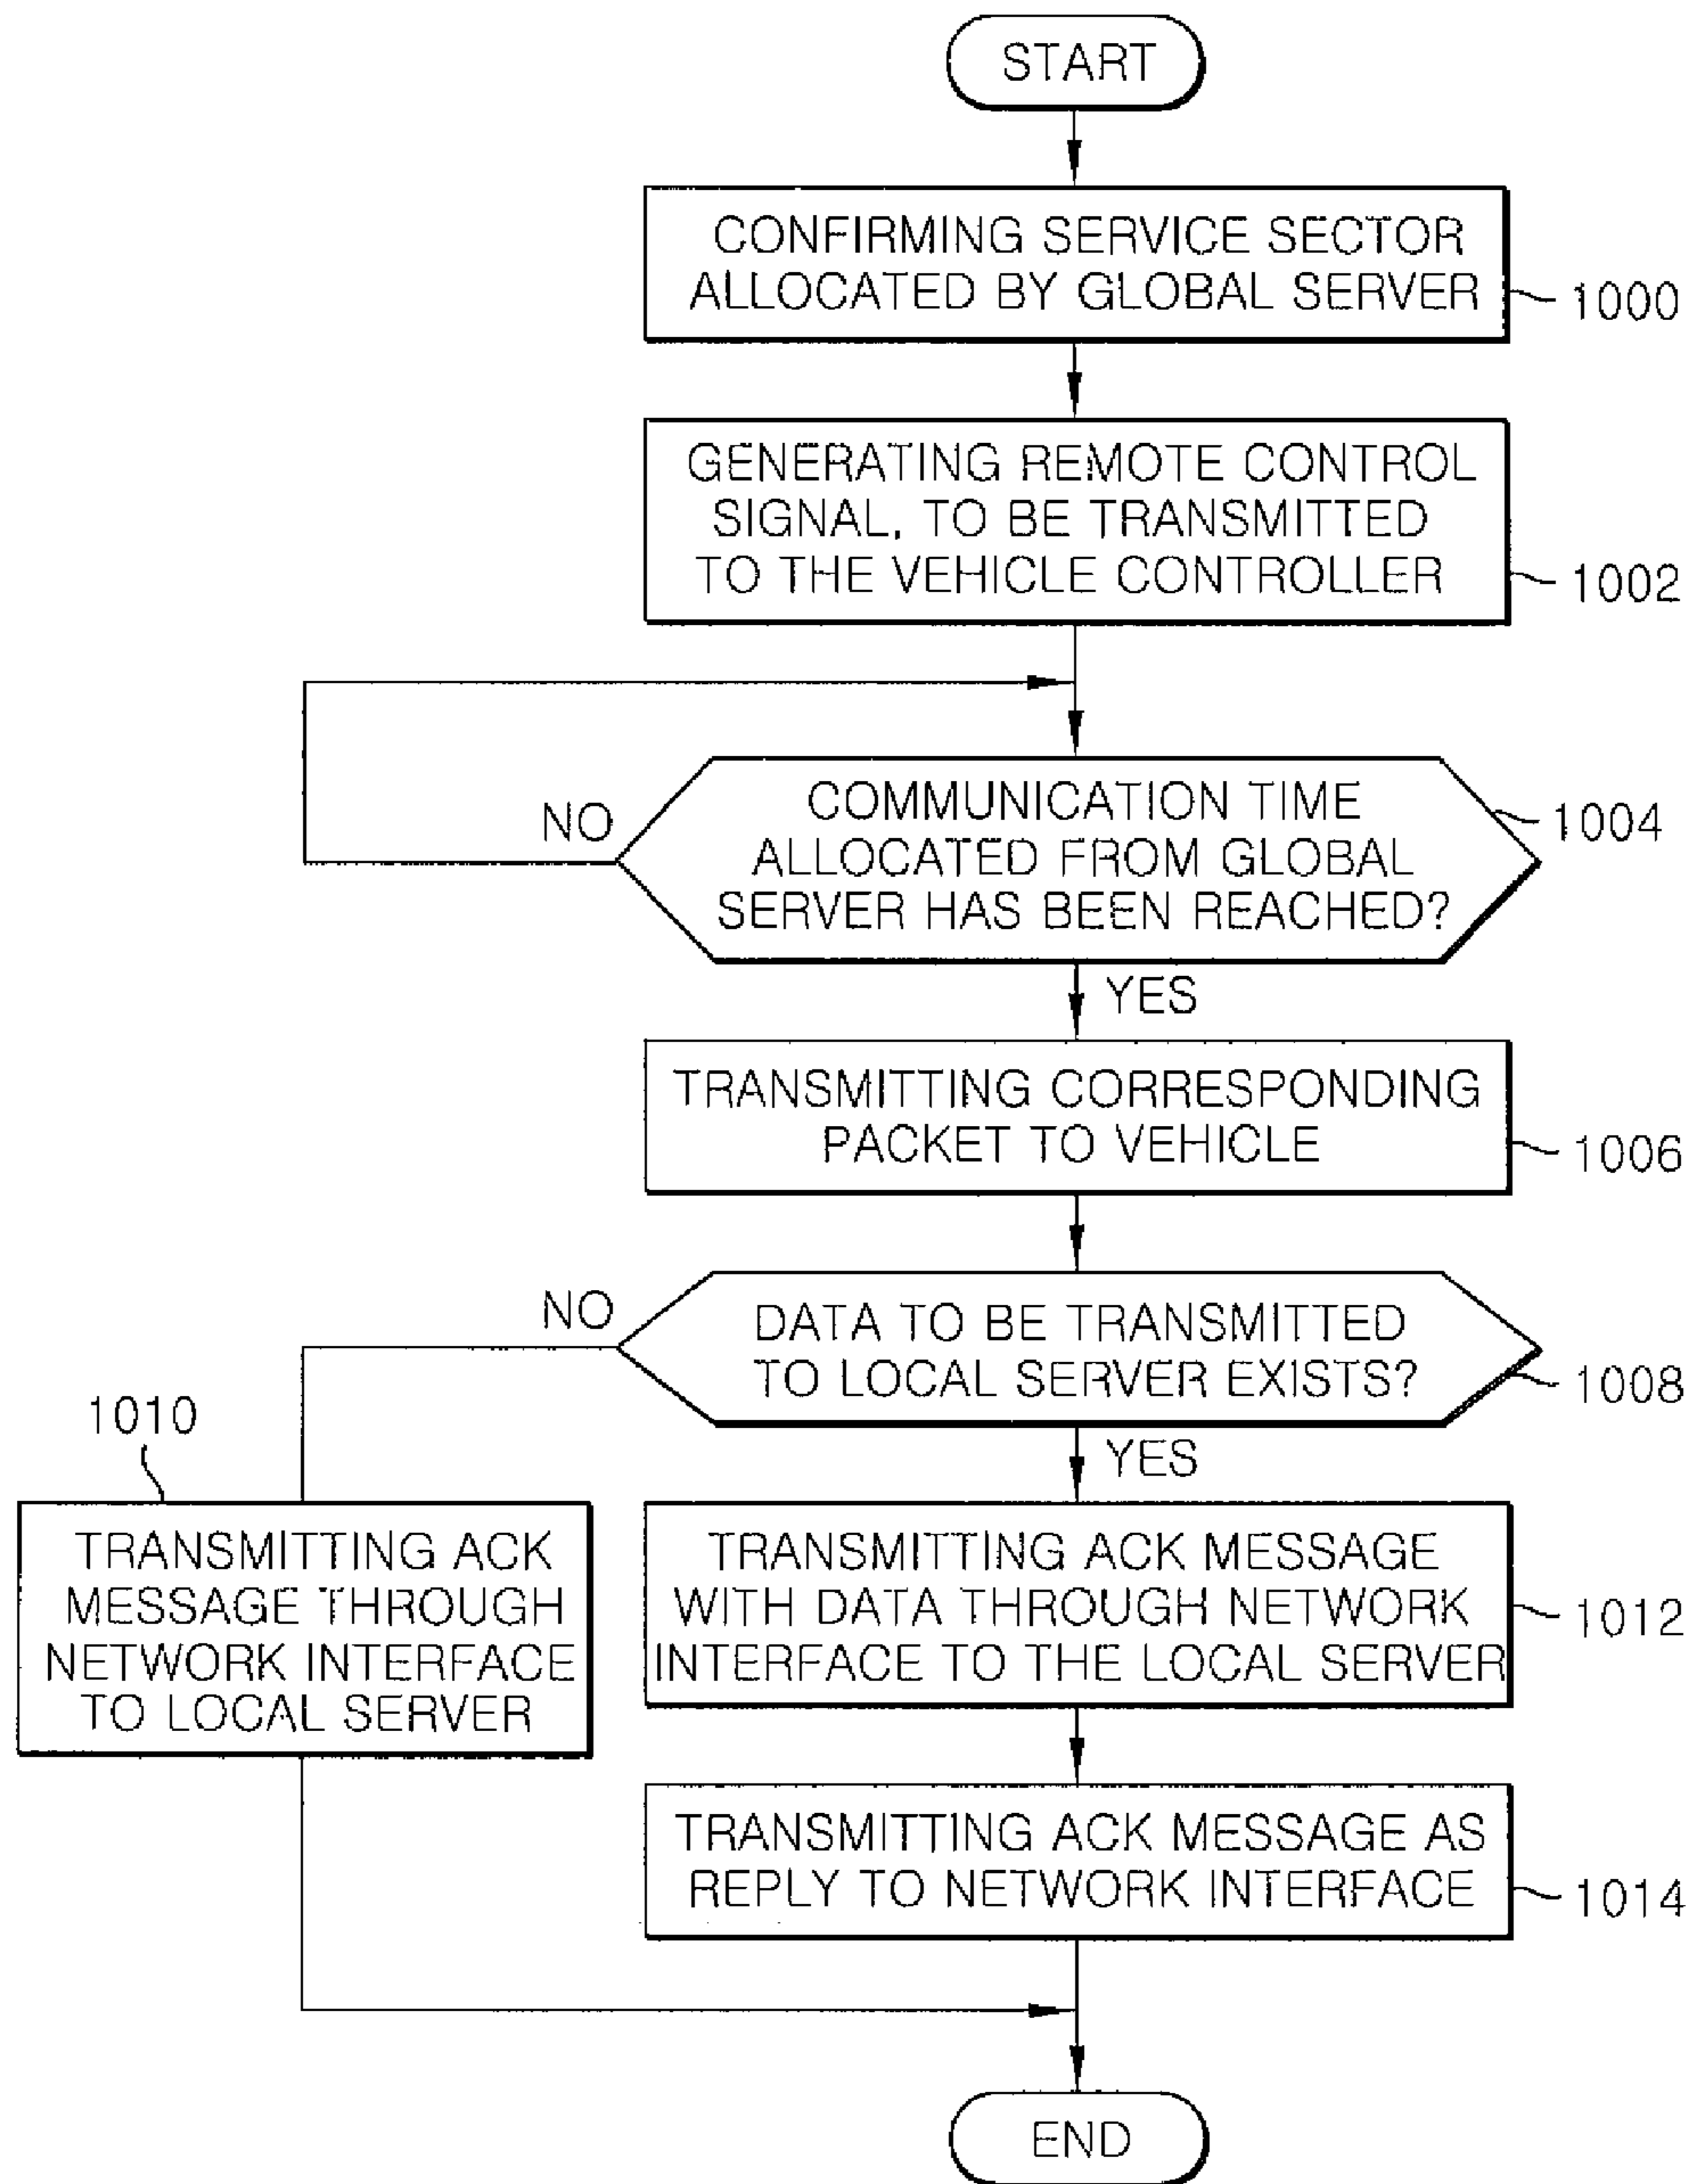 START
CONFIRMING SERVICE SECTOR
ALLOCATED BY GLOBAL SERVER
1000
GENERATING REMOTE CONTROL
SIGNAL, TO BE TRANSMITTED
TO THE VEHICLE CONTROLLER
1002
NO
COMMUNICATION TIME
ALLOCATED FROM GLOBAL
SERVER HAS BEEN REACHED?
1004
YES
TRANSMITTING CORRESPONDING
PACKET TO VEHICLE
1006
NO
DATA TO BE TRANSMITTED
TO LOCAL SERVER EXISTS?
1008
YES
1010
TRANSMITTING ACK
MESSAGE THROUGH
NETWORK INTERFACE
TO LOCAL SERVER
TRANSMITTING ACK MESSAGE
WITH DATA THROUGH NETWORK
INTERFACE TO THE LOCAL SERVER
1012
TRANSMITTING ACK MESSAGE AS
REPLY TO NETWORK INTERFACE
1014
END